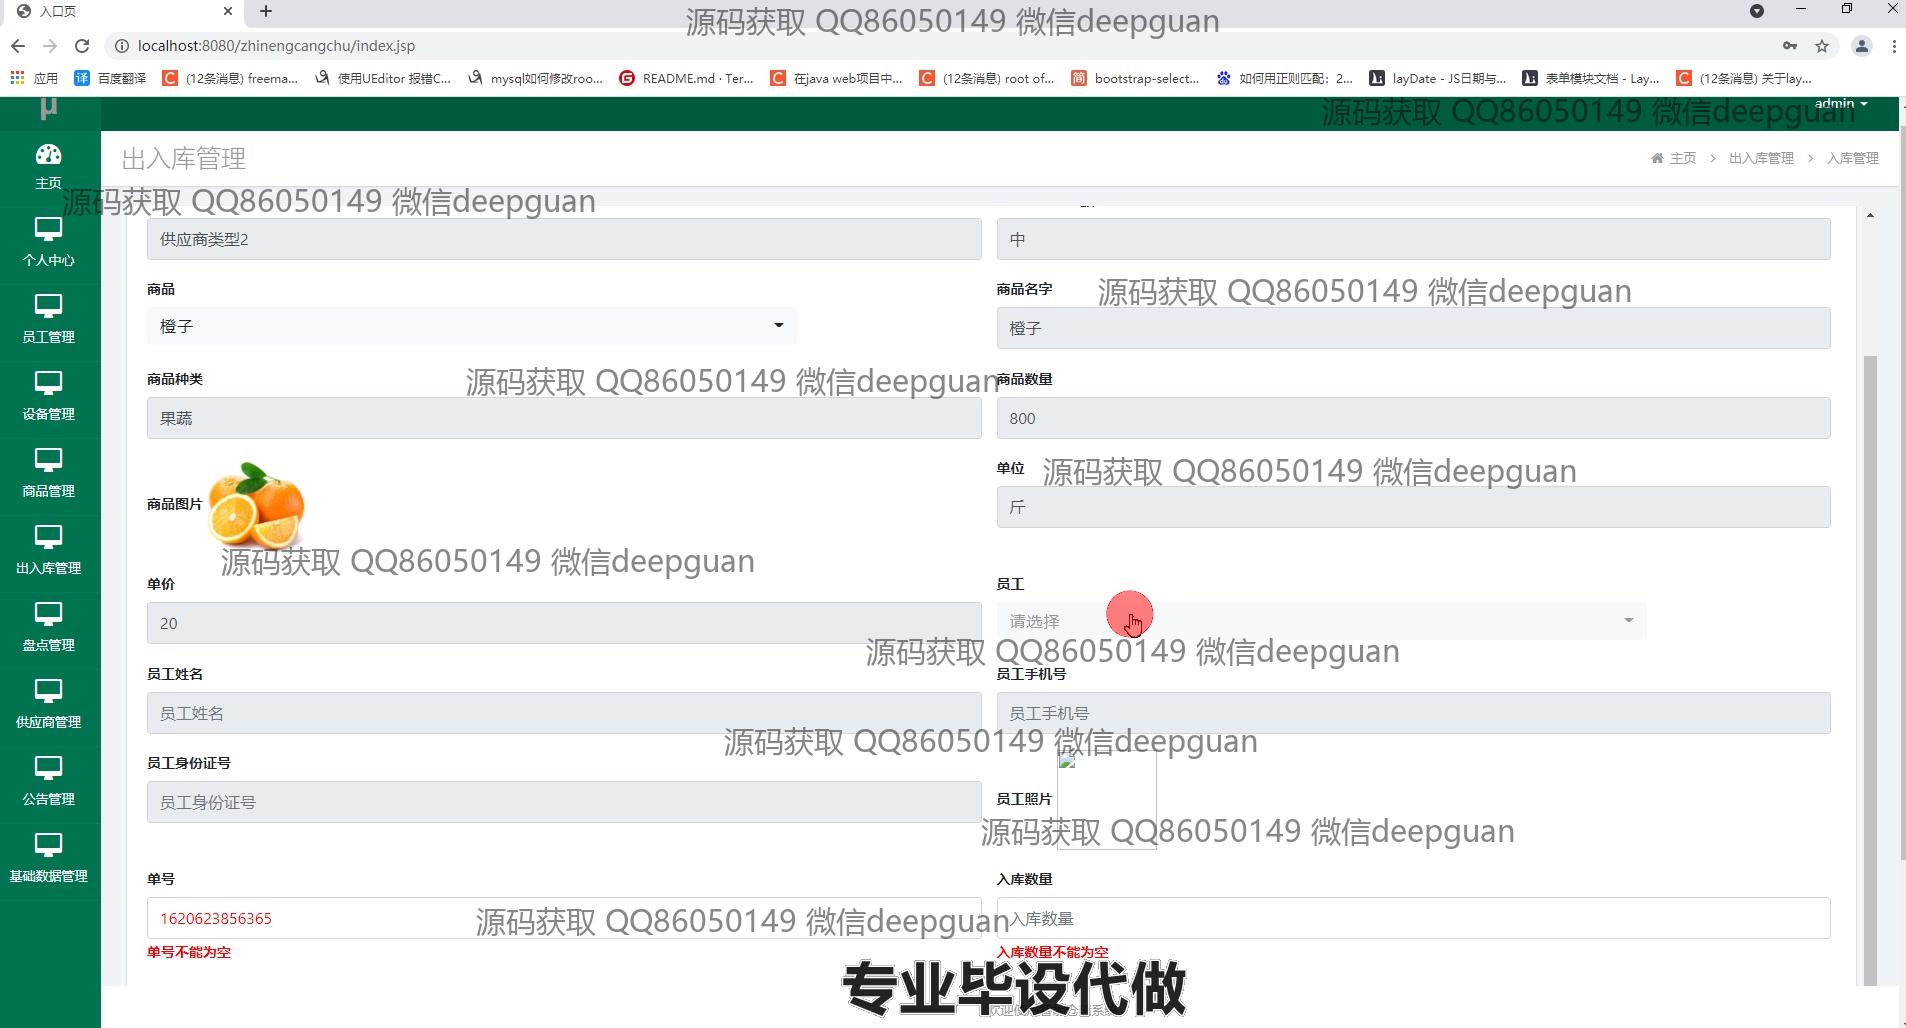 入口页
源码获取 QQ86050149 微信deepguan
localhost:8080/zhinengcangchu/index.jsp
应用
译 百度翻译
(12条消息) freema...
使用UEditor 报错C...
mysql如何修改roo...
README.md · Ter...
在java web项目中...
(12条消息) root of...
简 bootstrap-select...
如何用正则匹配：2...
layDate - JS日期与...
表单模块文档 - Lay...
(12条消息) 关于lay...
μ
admin
源码获取 QQ86050149 微信deepguan
出入库管理
主页 > 出入库管理 > 入库管理
主页
源码获取 QQ86050149 微信deepguan
个人中心
员工管理
设备管理
商品管理
出入库管理
盘点管理
供应商管理
公告管理
基础数据管理
供应商类型2
中
商品
商品名字
源码获取 QQ86050149 微信deepguan
橙子
橙子
商品种类
源码获取 QQ86050149 微信deepguan
商品数量
果蔬
800
商品图片
单位
源码获取 QQ86050149 微信deepguan
斤
源码获取 QQ86050149 微信deepguan
单价
员工
20
请选择
源码获取 QQ86050149 微信deepguan
员工姓名
员工手机号
员工姓名
员工手机号
源码获取 QQ86050149 微信deepguan
员工身份证号
员工照片
员工身份证号
源码获取 QQ86050149 微信deepguan
单号
入库数量
1620623856365
源码获取 QQ86050149 微信deepguan
入库数量
单号不能为空
入库数量不能为空
专业毕设代做